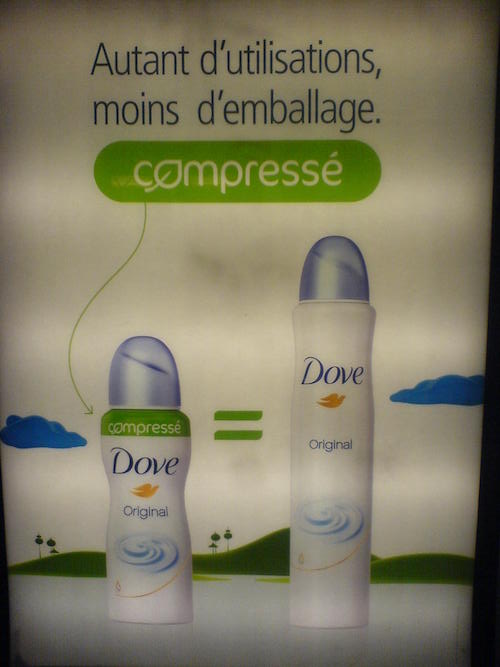 Autant d'utilisations,
moins d'emballage.
compressé
compressé
Dove
Original
=
Dove
Original